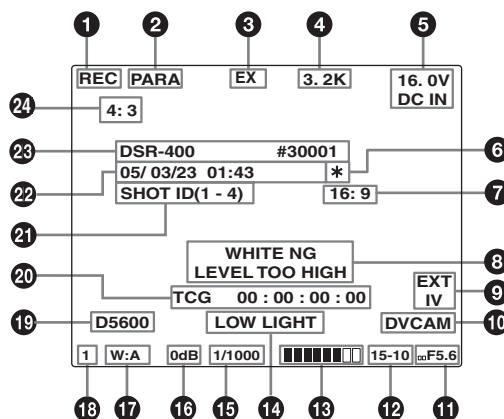 1 2 3 4 5
REC PARA EX 3. 2K 16. 0V
DC IN
24 4: 3
23 DSR-400 #30001 6
22 05/ 03/23 01:43 * 7
21 SHOT ID(1 - 4) 16: 9
WHITE NG 8
LEVEL TOO HIGH
20 TCG 00 : 00 : 00 : 00 EXT 9
IV
19 D5600 LOW LIGHT DVCAM 10
1 W:A 0dB 1/1000 15-10 F5.6
18 17 16 15 14 13 12 11